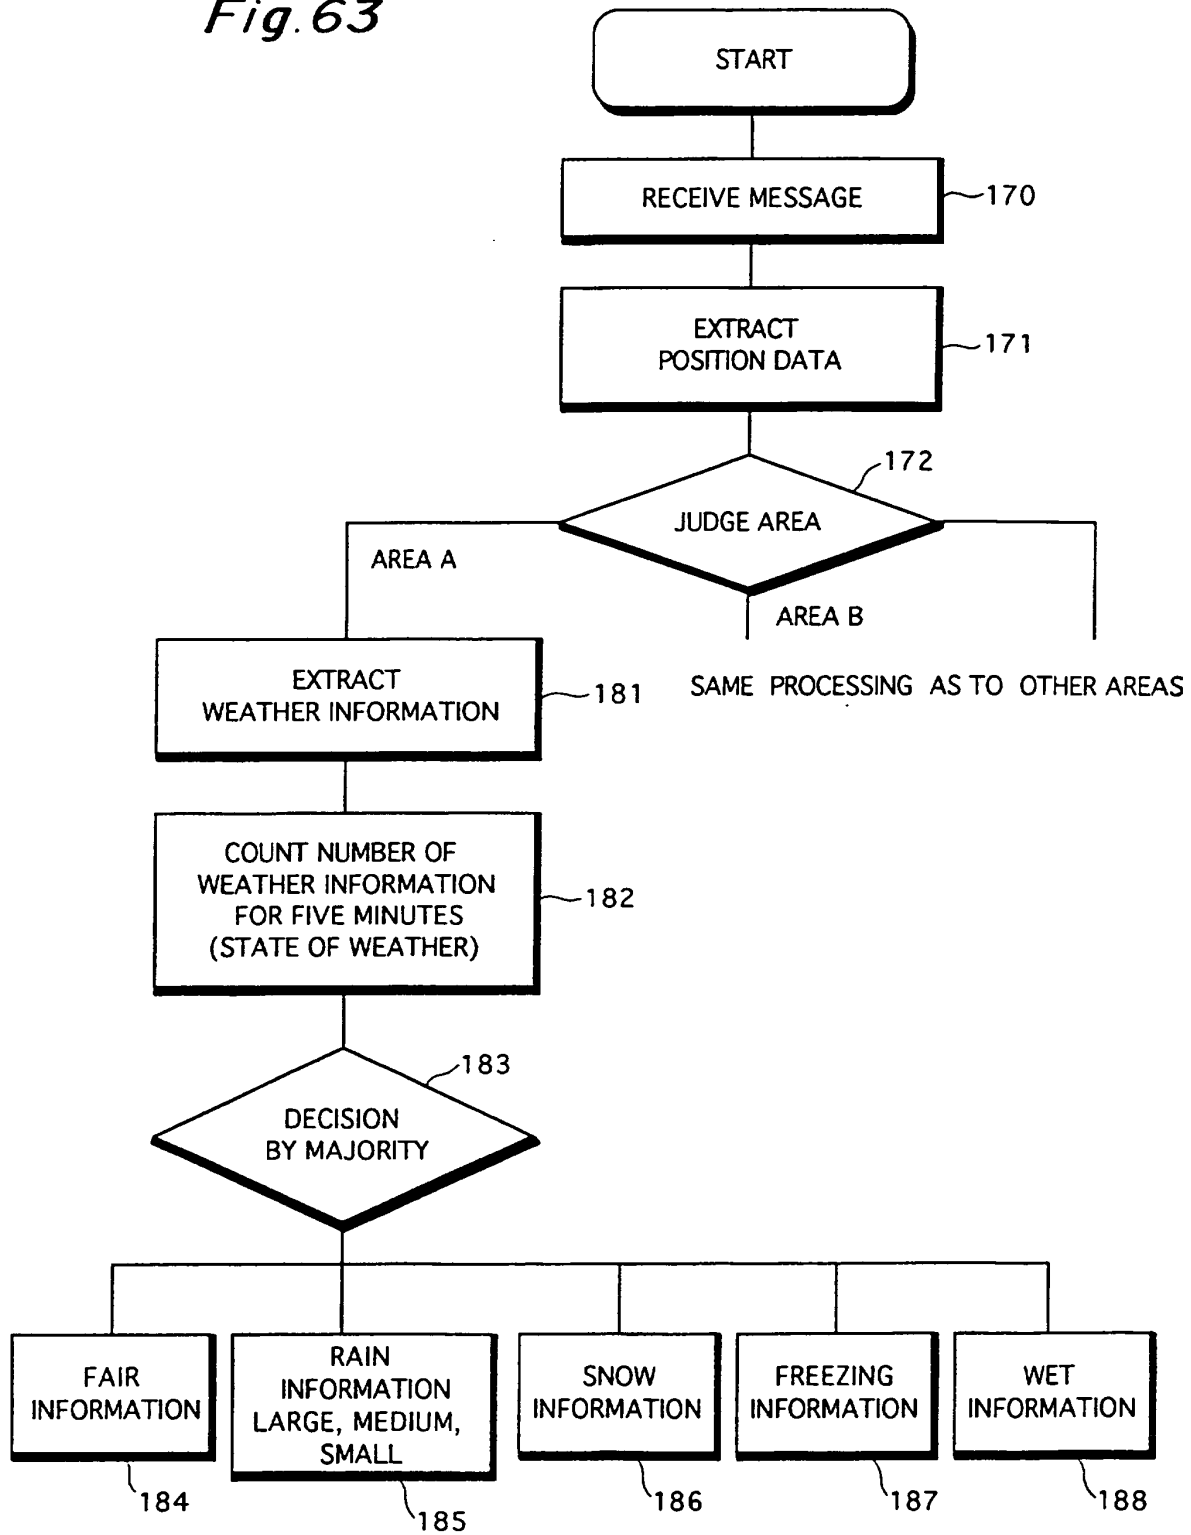 Fig. 63
START
RECEIVE MESSAGE
170
EXTRACT
POSITION DATA
171
172
JUDGE AREA
AREA A
AREA B
EXTRACT
WEATHER INFORMATION
181
SAME PROCESSING AS TO OTHER AREAS
COUNT NUMBER OF
WEATHER INFORMATION
FOR FIVE MINUTES
(STATE OF WEATHER)
182
183
DECISION
BY MAJORITY
FAIR
INFORMATION
RAIN
INFORMATION
LARGE, MEDIUM,
SMALL
SNOW
INFORMATION
FREEZING
INFORMATION
WET
INFORMATION
184
185
186
187
188